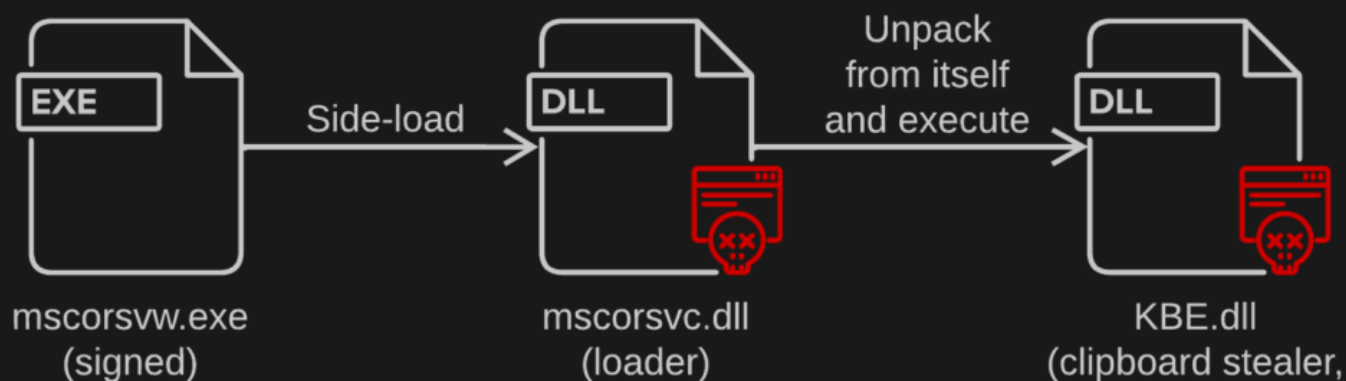 EXE
Side-load
DLL
Unpack
from itself
and execute
DLL
mscorsvw.exe
(signed)
mscorsvc.dll
(loader)
KBE.dll
(clipboard stealer,